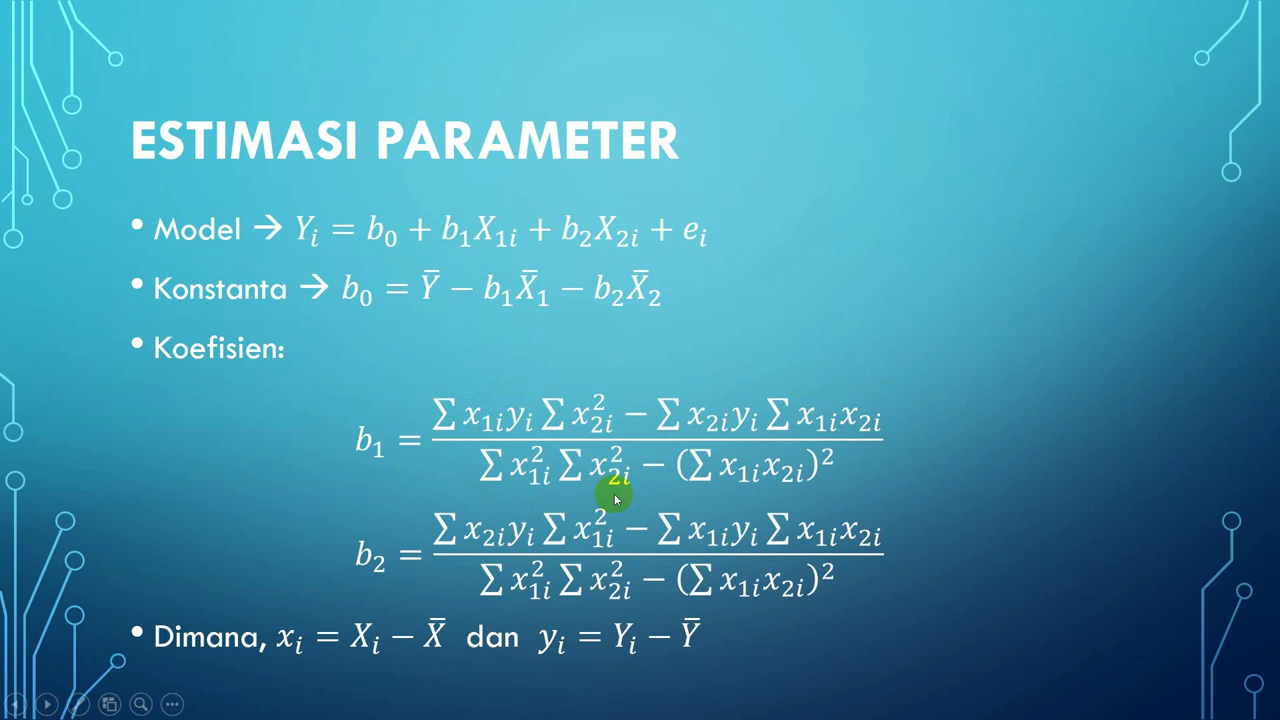 ESTIMASI PARAMETER
• Model → Yᵢ = b₀ + b₁X₁ᵢ + b₂X₂ᵢ + eᵢ
• Konstanta → b₀ = Ȳ − b₁X̄₁ − b₂X̄₂
• Koefisien:
b₁ = (∑ x₁ᵢyᵢ ∑ x₂ᵢ² − ∑ x₂ᵢyᵢ ∑ x₁ᵢx₂ᵢ) / (∑ x₁ᵢ² ∑ x₂ᵢ² − (∑ x₁ᵢx₂ᵢ)²)
b₂ = (∑ x₂ᵢyᵢ ∑ x₁ᵢ² − ∑ x₁ᵢyᵢ ∑ x₁ᵢx₂ᵢ) / (∑ x₁ᵢ² ∑ x₂ᵢ² − (∑ x₁ᵢx₂ᵢ)²)
• Dimana, xᵢ = Xᵢ − X̄ dan yᵢ = Yᵢ − Ȳ